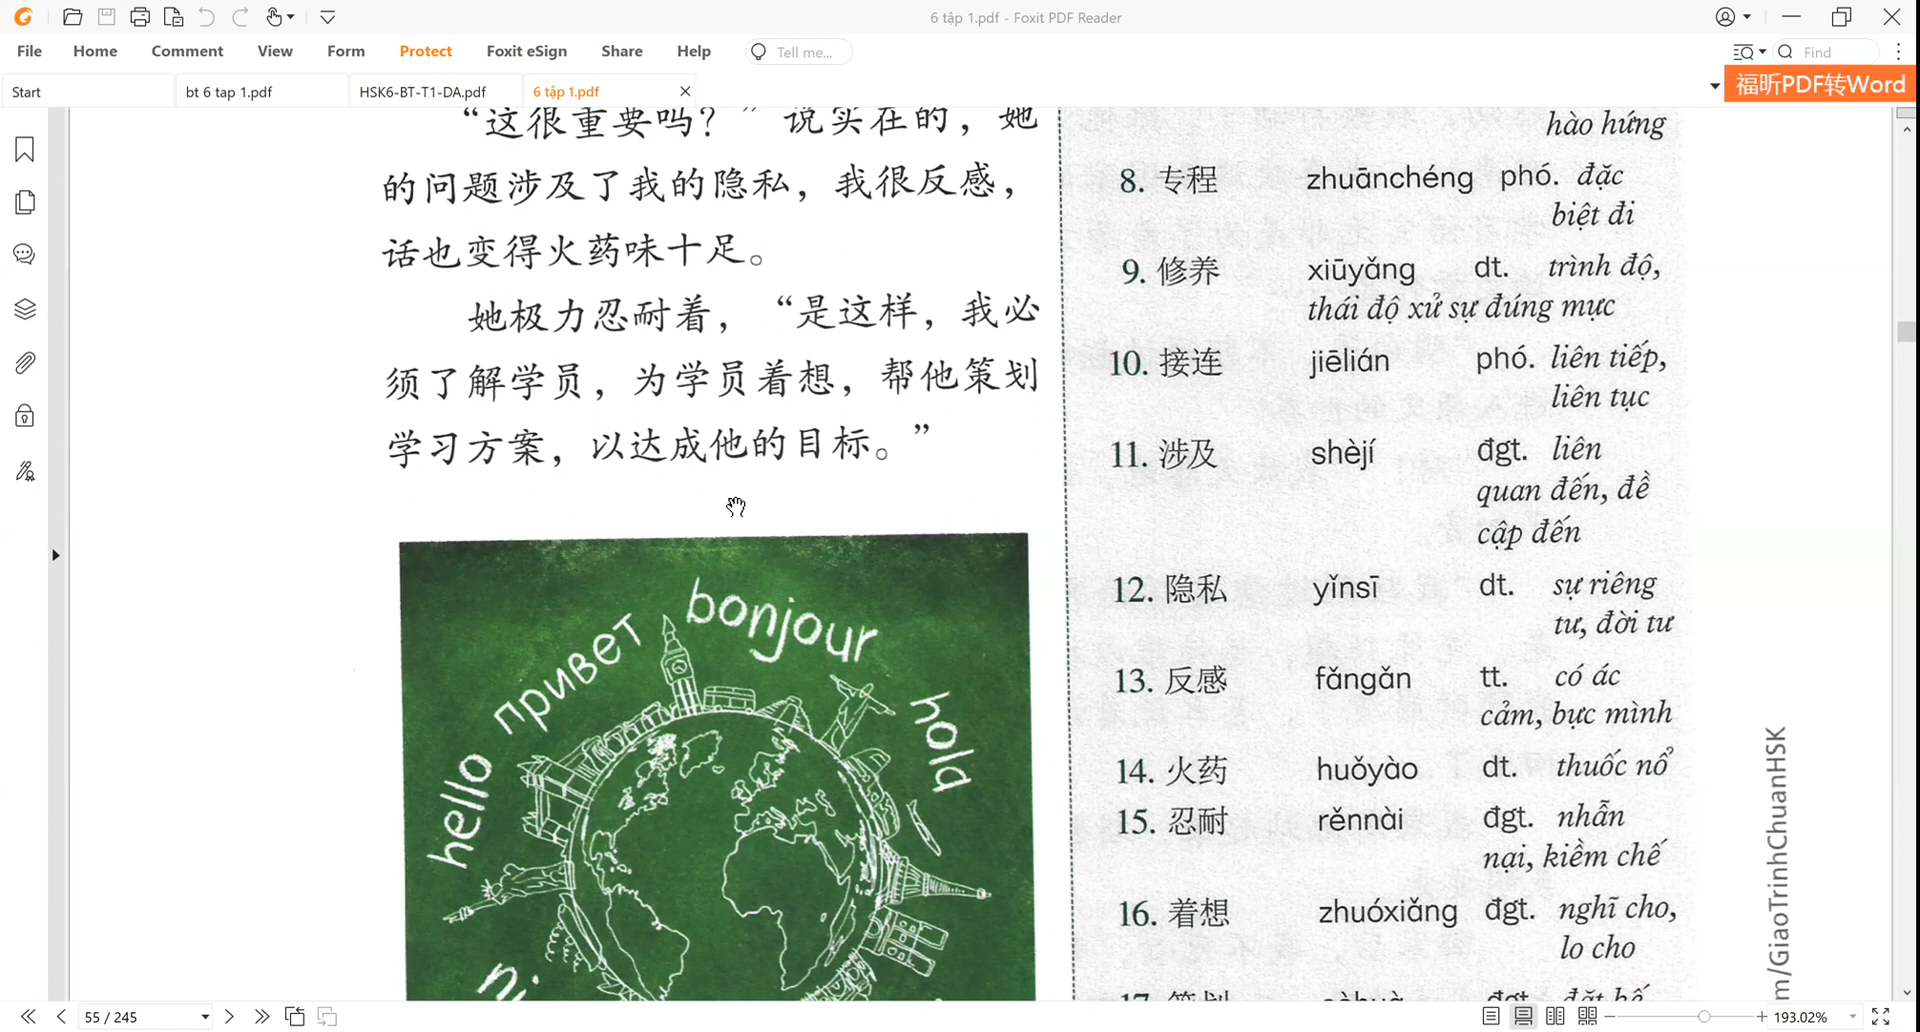 6 tập 1.pdf - Foxit PDF Reader
File Home Comment View Form Protect Foxit eSign Share Help Tell me... Find
Start bt 6 tap 1.pdf HSK6-BT-T1-DA.pdf 6 tập 1.pdf
福昕PDF转Word
“这很重要吗？”说实在的，她
的问题涉及了我的隐私，我很反感，
话也变得火药味十足。
她极力忍耐着，“是这样，我必
须了解学员，为学员着想，帮他策划
学习方案，以达成他的目标。”
bonjour
привет
hola
hello
hào hứng
8. 专程 zhuānchéng phó. đặc
biệt đi
9. 修养 xiūyǎng dt. trình độ,
thái độ xử sự đúng mực
10. 接连 jiēlián phó. liên tiếp,
liên tục
11. 涉及 shèjí đgt. liên
quan đến, đề
cập đến
12. 隐私 yǐnsī dt. sự riêng
tư, đời tư
13. 反感 fǎngǎn tt. có ác
cảm, bực mình
14. 火药 huǒyào dt. thuốc nổ
15. 忍耐 rěnnài đgt. nhẫn
nại, kiềm chế
16. 着想 zhuóxiǎng đgt. nghĩ cho,
lo cho
m/GiaoTrinhChuanHSK
55 / 245
193.02%